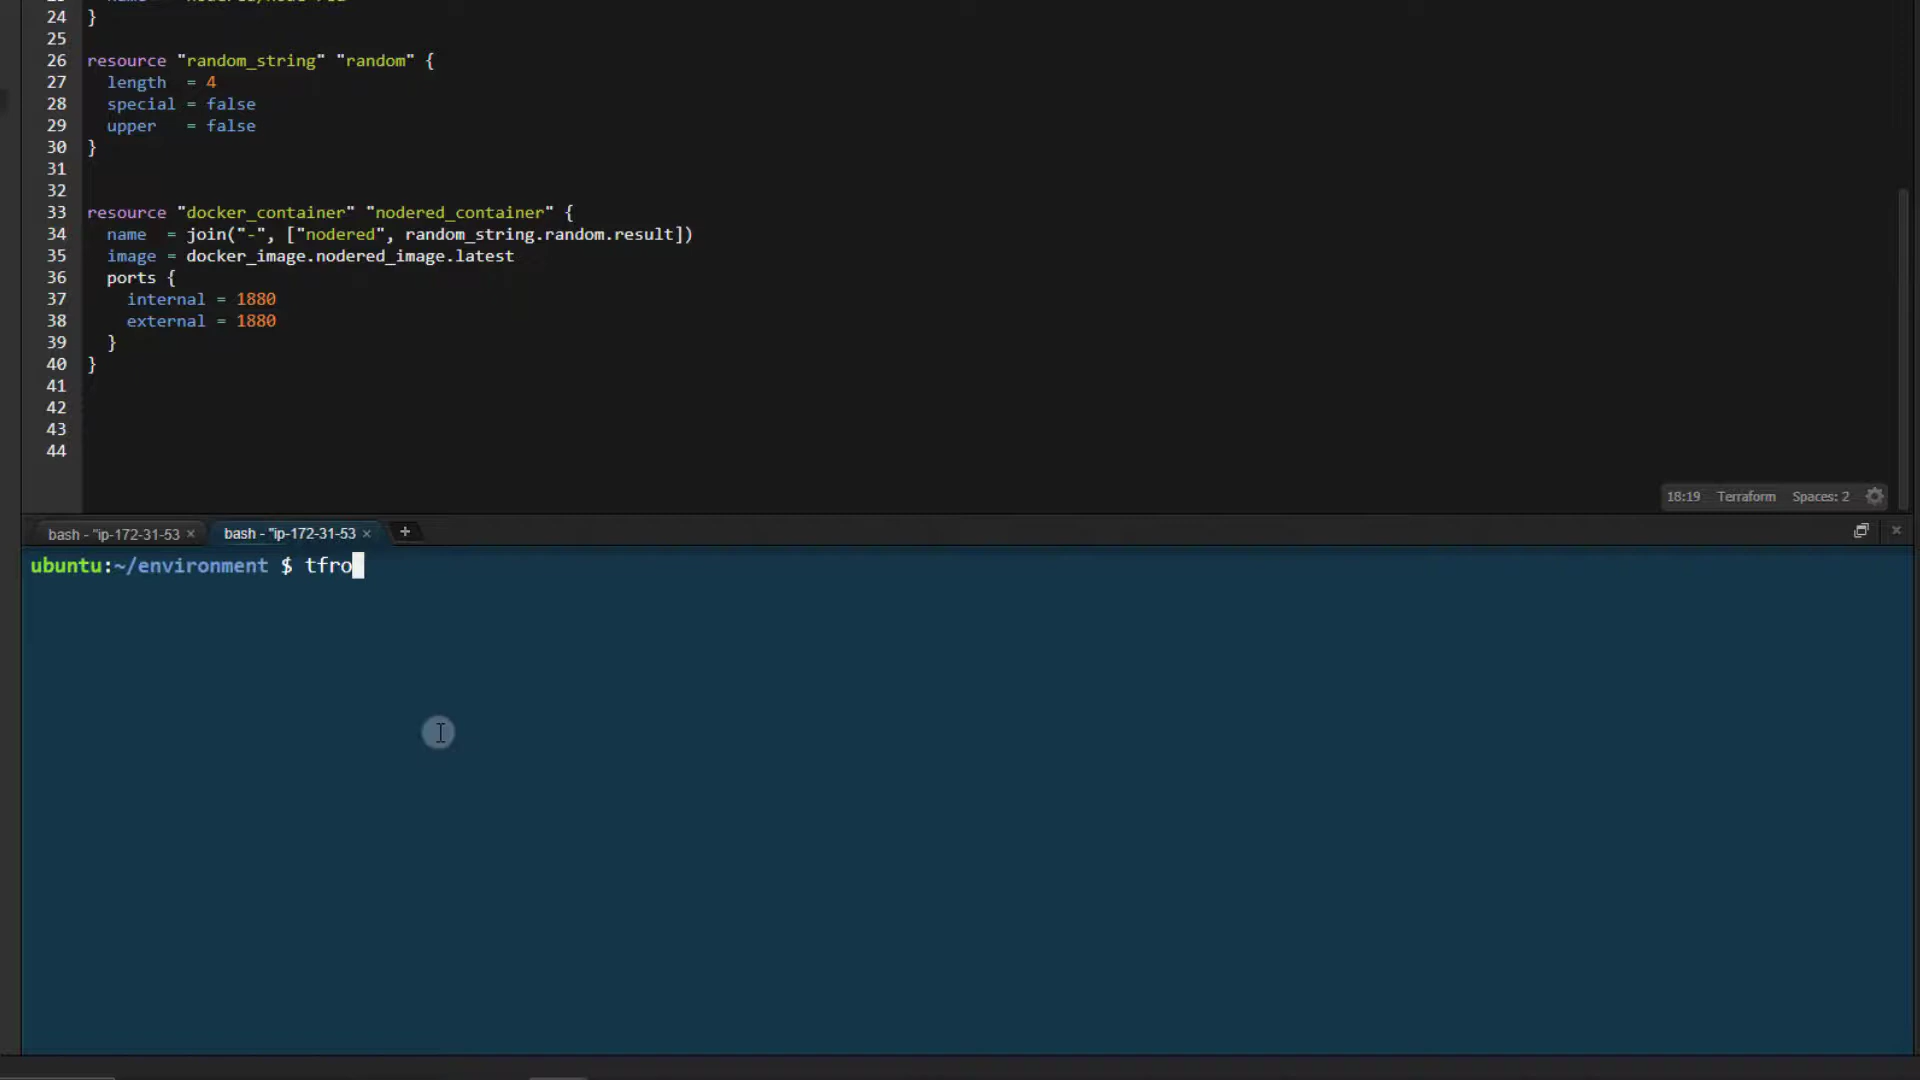 24 }
25
26 resource "random_string" "random" {
27   length  = 4
28   special = false
29   upper   = false
30 }
31
32
33 resource "docker_container" "nodered_container" {
34   name  = join("-", ["nodered", random_string.random.result])
35   image = docker_image.nodered_image.latest
36   ports {
37     internal = 1880
38     external = 1880
39   }
40 }
41
42
43
44
18:19 Terraform Spaces: 2
bash - "ip-172-31-53 × bash - "ip-172-31-53 × +
ubuntu:~/environment $ tfro